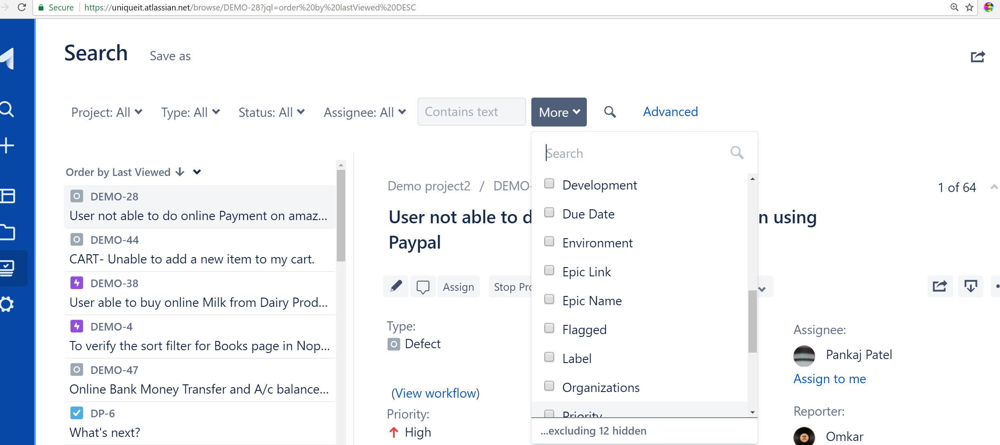 Secure https://uniqueit.atlassian.net/browse/DEMO-28?jql=order%20by%20lastViewed%20DESC
Search Save as
Project: All Type: All Status: All Assignee: All Contains text More Advanced
Search
Order by Last Viewed
DEMO-28
User not able to do online Payment on amaz...
DEMO-44
CART- Unable to add a new item to my cart.
DEMO-38
User able to buy online Milk from Dairy Prod...
DEMO-4
To verify the sort filter for Books page in Nop...
DEMO-47
Online Bank Money Transfer and A/c balance...
DP-6
What's next?
Demo project2 / DEMO-
1 of 64
User not able to d n using
Paypal
Assign Stop Pro
Type:
Defect
(View workflow)
Priority:
High
Development
Due Date
Environment
Epic Link
Epic Name
Flagged
Label
Organizations
Priority
...excluding 12 hidden
Assignee:
Pankaj Patel
Assign to me
Reporter:
Omkar